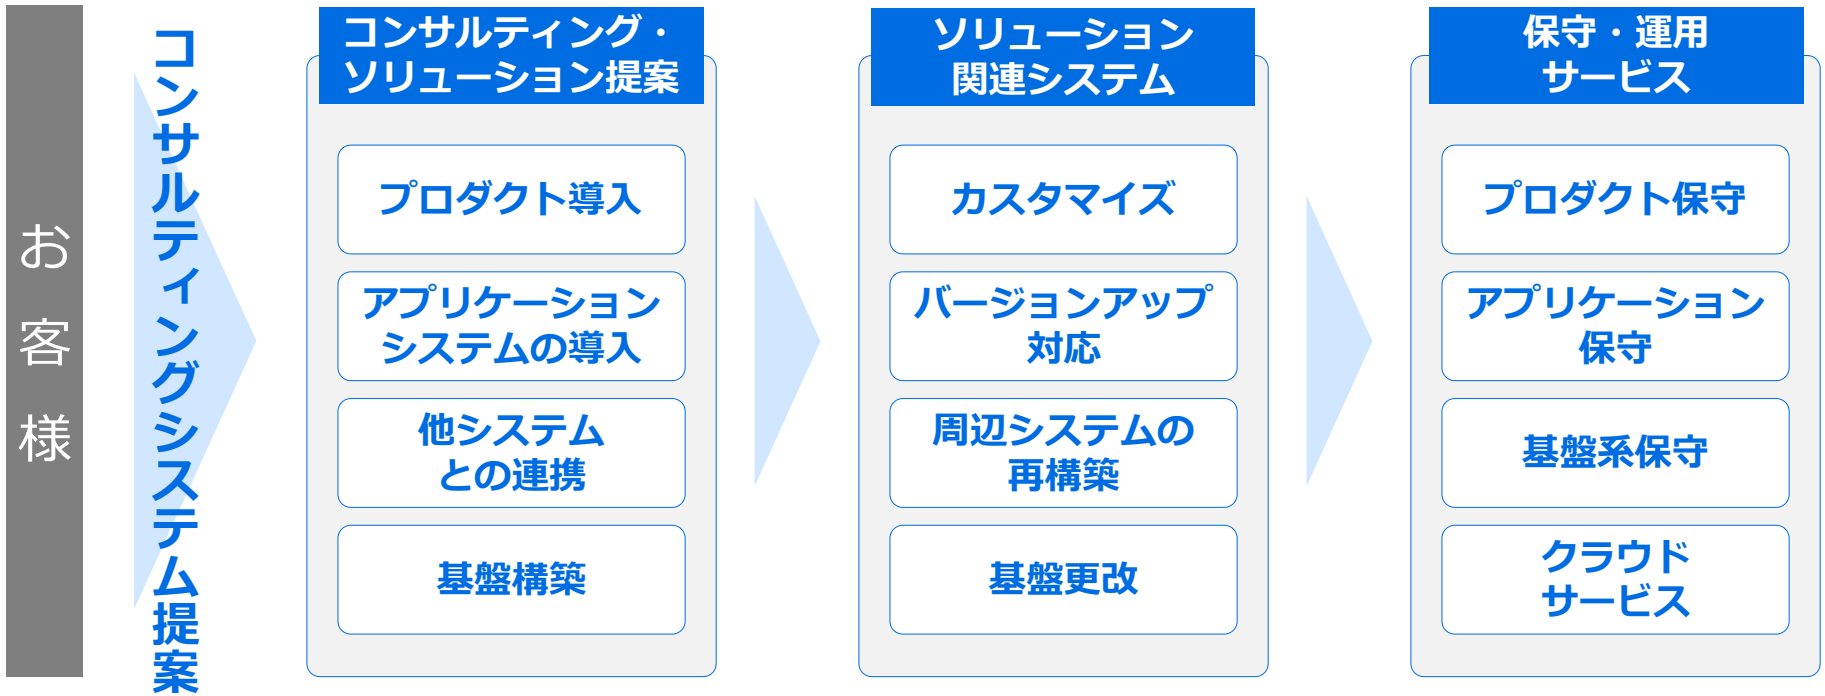 お客様
コンサルティングシステム提案
コンサルティング・
ソリューション提案
プロダクト導入
アプリケーション
システムの導入
他システム
との連携
基盤構築
ソリューション
関連システム
カスタマイズ
バージョンアップ
対応
周辺システムの
再構築
基盤更改
保守・運用
サービス
プロダクト保守
アプリケーション
保守
基盤系保守
クラウド
サービス